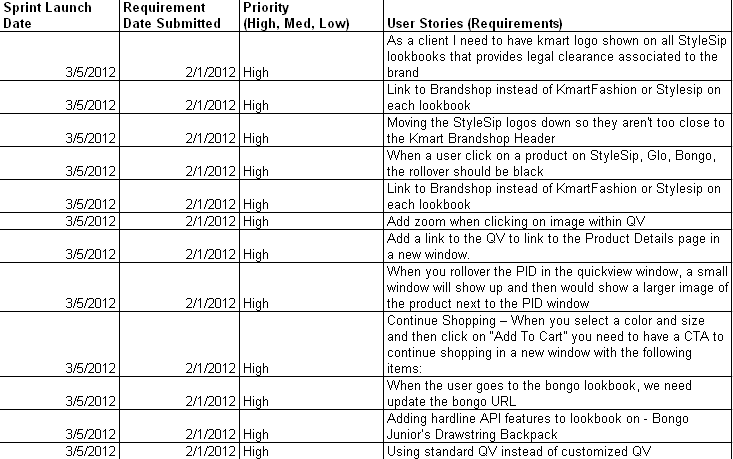 Sprint Launch Date Requirement Date Submitted Priority (High, Med, Low) User Stories (Requirements)
3/5/2012 2/1/2012 High As a client I need to have kmart logo shown on all StyleSip
lookbooks that provides legal clearance associated to the
brand
3/5/2012 2/1/2012 High Link to Brandshop instead of KmartFashion or Stylesip on
each lookbook
3/5/2012 2/1/2012 High Moving the StyleSip logos down so they aren't too close to
the Kmart Brandshop Header
3/5/2012 2/1/2012 High When a user click on a product on StyleSip, Glo, Bongo,
the rollover should be black
3/5/2012 2/1/2012 High Link to Brandshop instead of KmartFashion or Stylesip on
each lookbook
3/5/2012 2/1/2012 High Add zoom when clicking on image within QV
3/5/2012 2/1/2012 High Add a link to the QV to link to the Product Details page in
a new window.
3/5/2012 2/1/2012 High When you rollover the PID in the quickview window, a small
window will show up and then would show a larger image of
the product next to the PID window
3/5/2012 2/1/2012 High Continue Shopping – When you select a color and size
and then click on "Add To Cart" you need to have a CTA to
continue shopping in a new window with the following
items:
3/5/2012 2/1/2012 High When the user goes to the bongo lookbook, we need
update the bongo URL
3/5/2012 2/1/2012 High Adding hardline API features to lookbook on - Bongo
Junior's Drawstring Backpack
3/5/2012 2/1/2012 High Using standard QV instead of customized QV